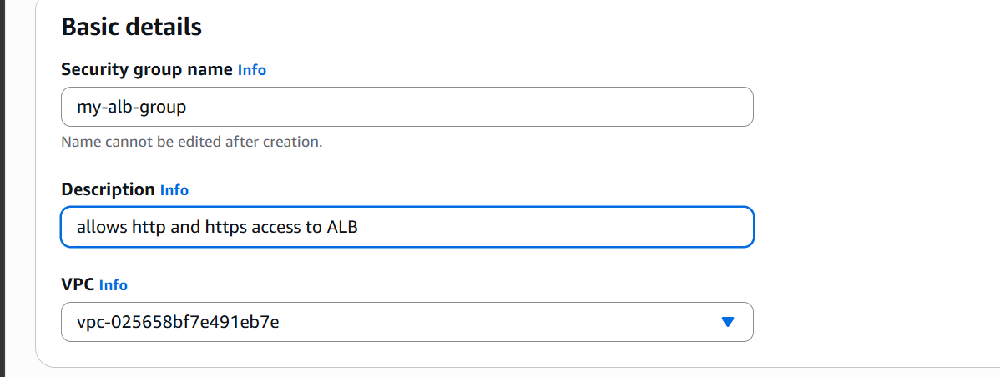 Basic details
Security group name Info
my-alb-group
Name cannot be edited after creation.
Description Info
allows http and https access to ALB
VPC Info
vpc-025658bf7e491eb7e